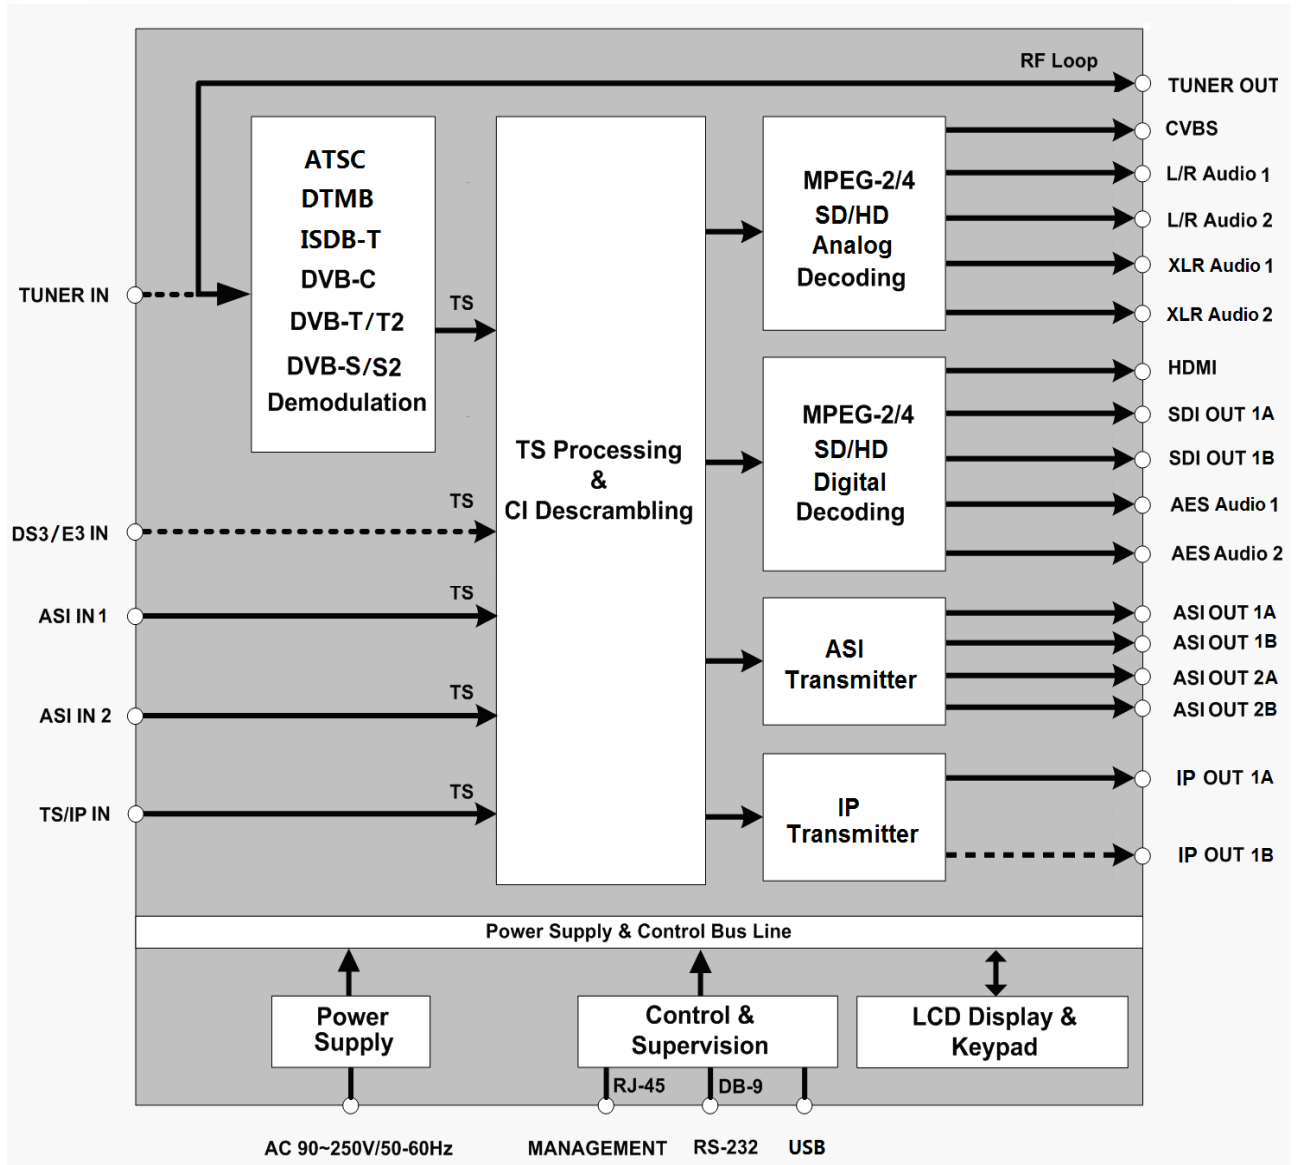 RF Loop
TUNER OUT
CVBS
L/R Audio 1
L/R Audio 2
XLR Audio 1
XLR Audio 2
HDMI
SDI OUT 1A
SDI OUT 1B
AES Audio 1
AES Audio 2
ASI OUT 1A
ASI OUT 1B
ASI OUT 2A
ASI OUT 2B
IP OUT 1A
IP OUT 1B
TUNER IN
DS3/E3 IN
ASI IN 1
ASI IN 2
TS/IP IN
ATSC
DTMB
ISDB-T
DVB-C
DVB-T/T2
DVB-S/S2
Demodulation
TS
TS
TS
TS
TS
TS Processing
&
CI Descrambling
MPEG-2/4
SD/HD
Analog
Decoding
MPEG-2/4
SD/HD
Digital
Decoding
ASI
Transmitter
IP
Transmitter
Power Supply & Control Bus Line
Power
Supply
Control &
Supervision
LCD Display &
Keypad
RJ-45
DB-9
AC 90~250V/50-60Hz
MANAGEMENT
RS-232
USB